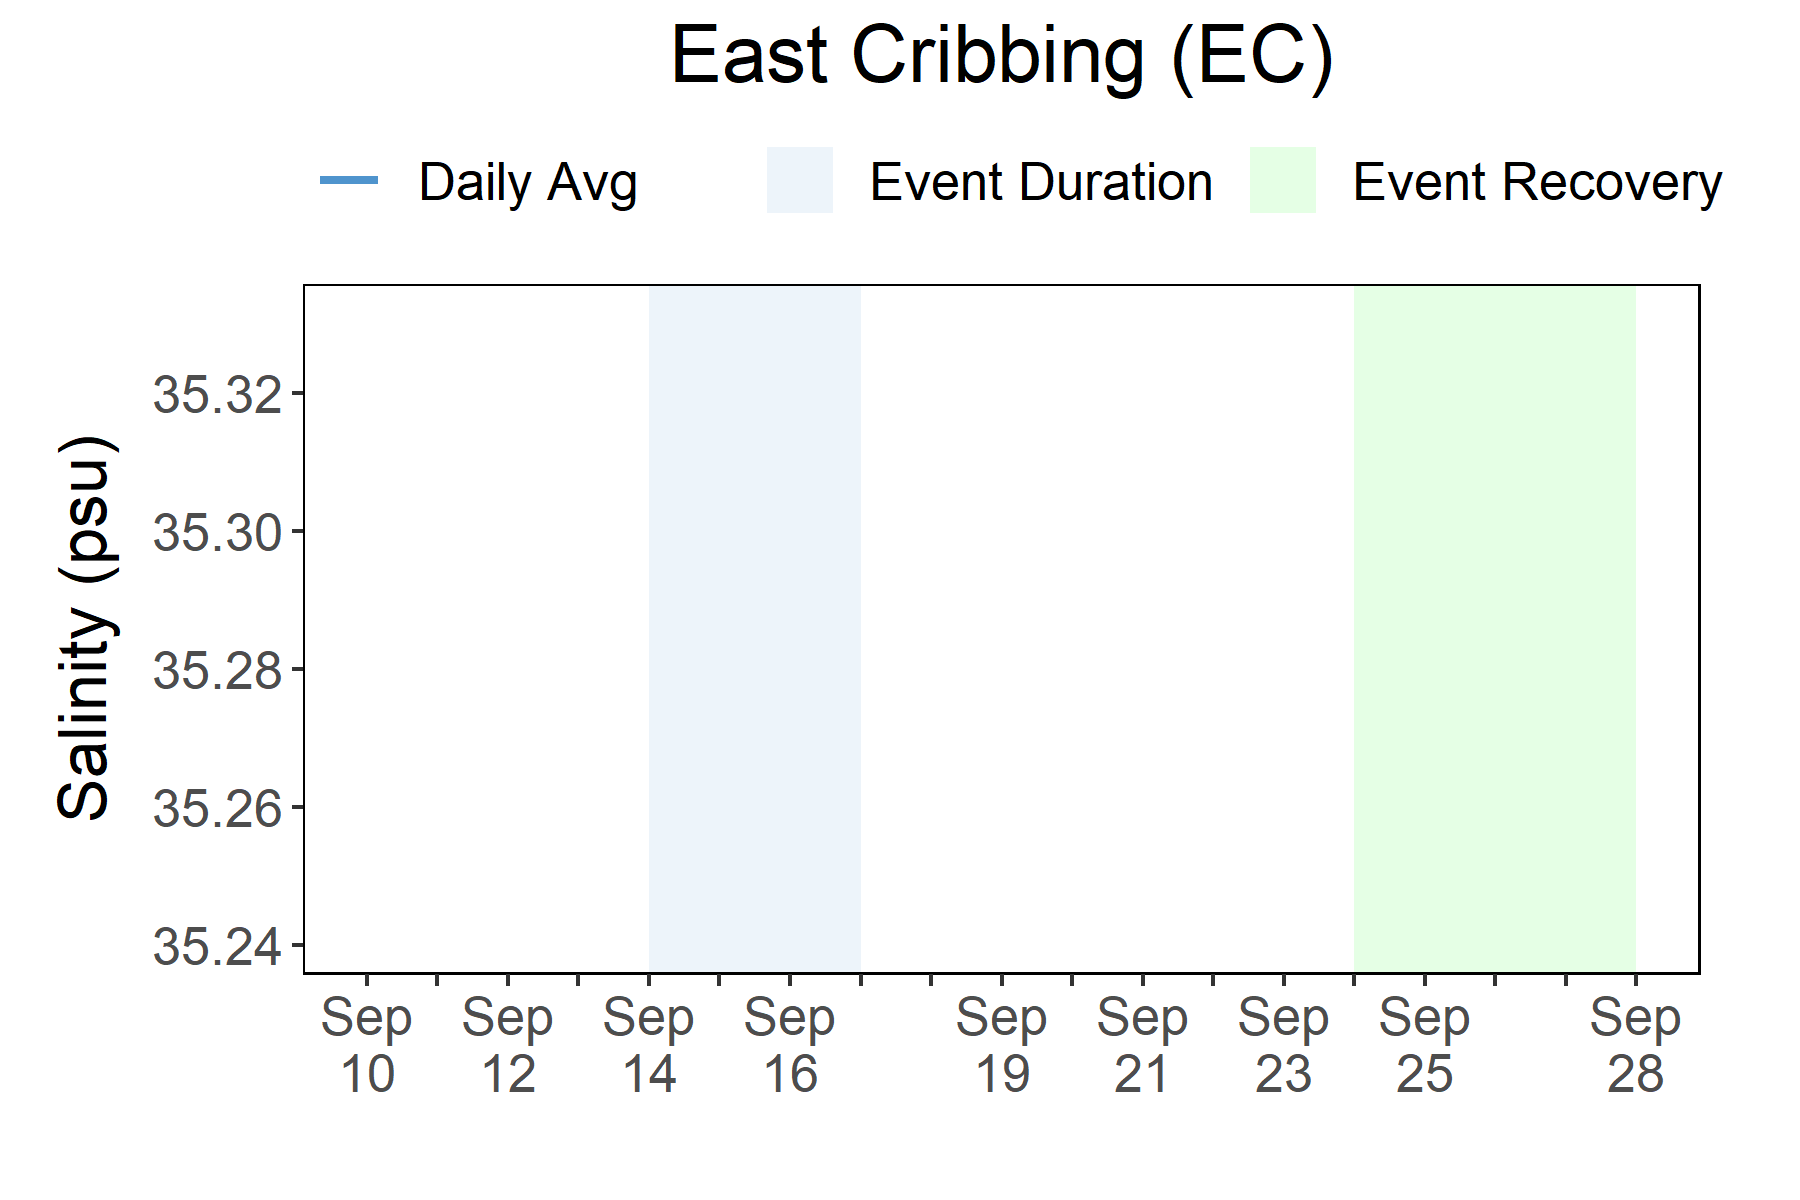 East Cribbing (EC)
Daily Avg Event Duration Event Recovery
Salinity (psu)
35.32
35.30
35.28
35.26
35.24
Sep 10
Sep 12
Sep 14
Sep 16
Sep 19
Sep 21
Sep 23
Sep 25
Sep 28